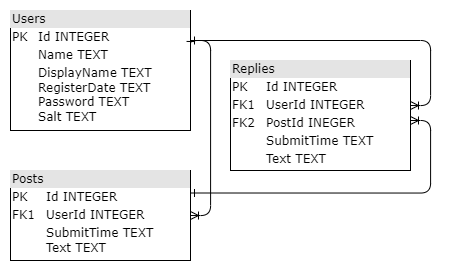 Users
PK Id INTEGER
Name TEXT
DisplayName TEXT
RegisterDate TEXT
Password TEXT
Salt TEXT
Replies
PK Id INTEGER
FK1 UserId INTEGER
FK2 PostId INEGER
SubmitTime TEXT
Text TEXT
Posts
PK Id INTEGER
FK1 UserId INTEGER
SubmitTime TEXT
Text TEXT